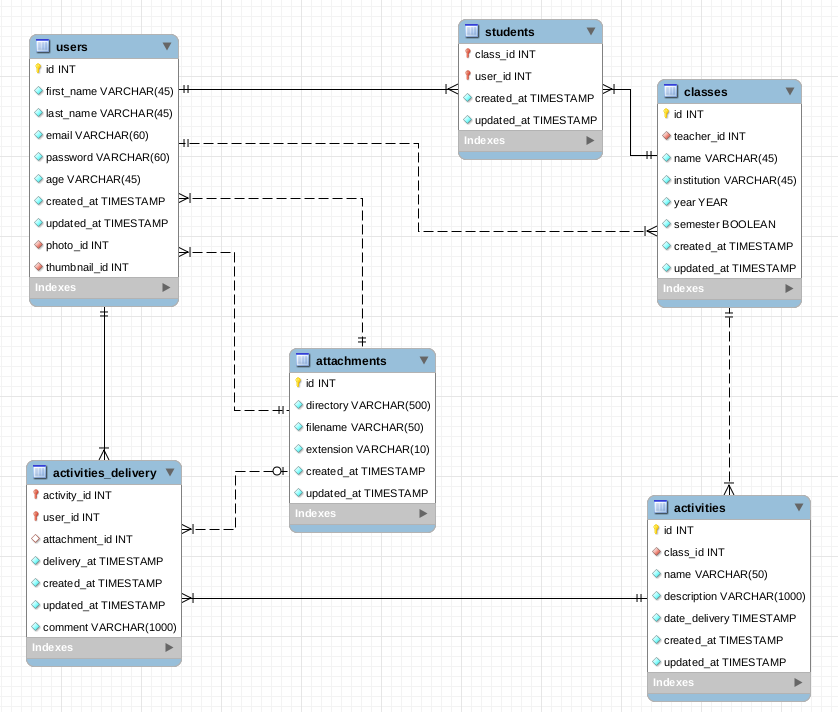 users
id INT
first_name VARCHAR(45)
last_name VARCHAR(45)
email VARCHAR(60)
password VARCHAR(60)
age VARCHAR(45)
created_at TIMESTAMP
updated_at TIMESTAMP
photo_id INT
thumbnail_id INT
Indexes
students
class_id INT
user_id INT
created_at TIMESTAMP
updated_at TIMESTAMP
Indexes
classes
id INT
teacher_id INT
name VARCHAR(45)
institution VARCHAR(45)
year YEAR
semester BOOLEAN
created_at TIMESTAMP
updated_at TIMESTAMP
Indexes
attachments
id INT
directory VARCHAR(500)
filename VARCHAR(50)
extension VARCHAR(10)
created_at TIMESTAMP
updated_at TIMESTAMP
Indexes
activities_delivery
activity_id INT
user_id INT
attachment_id INT
delivery_at TIMESTAMP
created_at TIMESTAMP
updated_at TIMESTAMP
comment VARCHAR(1000)
Indexes
activities
id INT
class_id INT
name VARCHAR(50)
description VARCHAR(1000)
date_delivery TIMESTAMP
created_at TIMESTAMP
updated_at TIMESTAMP
Indexes